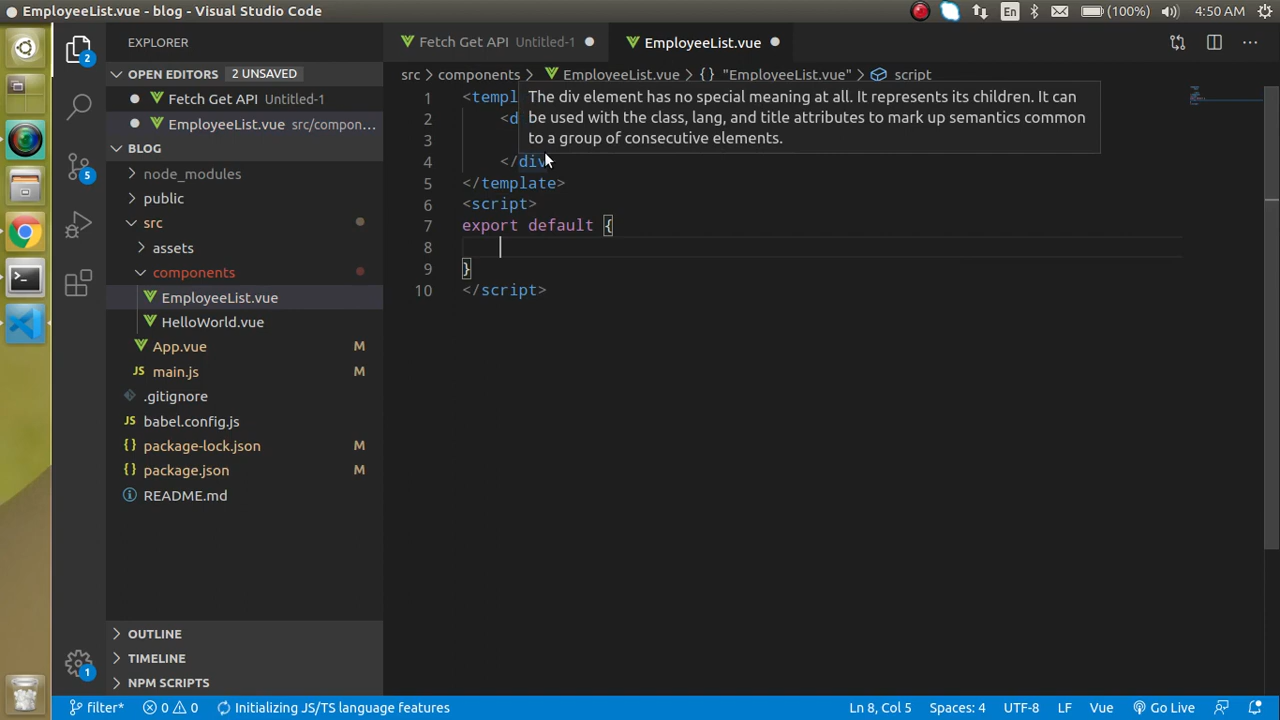 EmployeeList.vue - blog - Visual Studio Code
En
(100%)
4:50 AM
2
5
1
EXPLORER
OPEN EDITORS
2 UNSAVED
Fetch Get API Untitled-1
EmployeeList.vue src/compon...
BLOG
node_modules
public
src
assets
components
EmployeeList.vue
HelloWorld.vue
App.vue M
JS main.js M
.gitignore
babel.config.js
{} package-lock.json M
{} package.json M
README.md
OUTLINE
TIMELINE
NPM SCRIPTS
Fetch Get API Untitled-1
EmployeeList.vue
src > components > EmployeeList.vue > {} "EmployeeList.vue" > script
The div element has no special meaning at all. It represents its children. It can
be used with the class, lang, and title attributes to mark up semantics common
to a group of consecutive elements.
1 <templ
2 <d
3
4 </div
5 </template>
6 <script>
7 export default {
8
9 }
10 </script>
filter*
0
0
Initializing JS/TS language features
Ln 8, Col 5
Spaces: 4
UTF-8
LF
Vue
Go Live